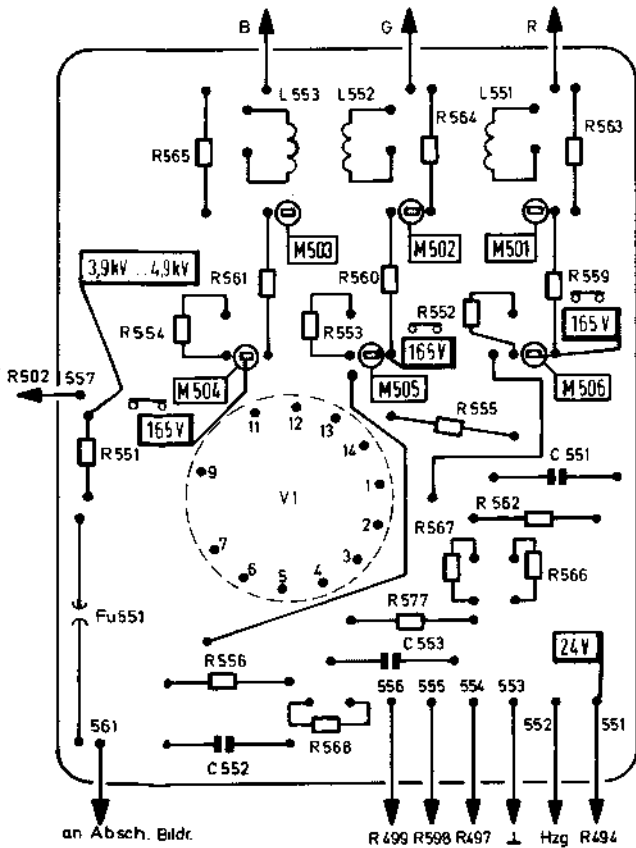 B G R
L553 L552 R564 L551 R563
R565
M503 M502 M501
3,9kV...4,9kV
R561 R560 R559
R554 R553 R552
165V 165V
M504 M505 M506
R502 557
165V
R555
R551
11 12 13 14
9 V1 1
C551
R562
2
R567
7 3
6 5 4
R566
Fu551
R577
C553
24V
R556
556 555 554 553 552 551
561
R568
C552
an Absch. Bildr.
R499 R598 R497 ⊥ Hzg R494